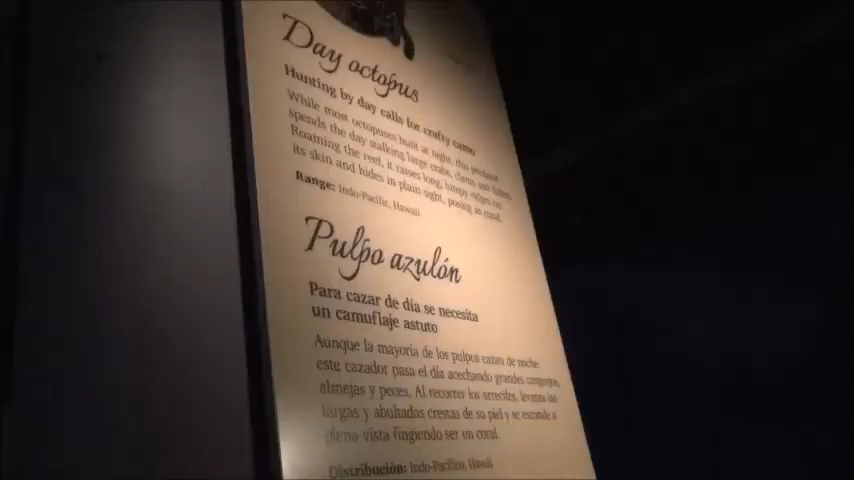 Day octopus
Hunting by day calls for crafty camo
While most octopuses hunt at night, this predator
spends the day stalking large crabs, clams and fishes.
Roaming the reef, it raises long, lumpy ridges on
its skin and hides in plain sight, posing as coral.
Range: Indo-Pacific, Hawaii
Pulpo azulón
Para cazar de día se necesita
un camuflaje astuto
Aunque la mayoría de los pulpos cazan de noche,
este cazador pasa el día acechando grandes cangrejos,
almejas y peces. Al recorrer los arrecifes, levanta las
largas y abultadas crestas de su piel y se esconde a
plena vista fingiendo ser un coral.
Distribución: Indo-Pacífico, Hawaii